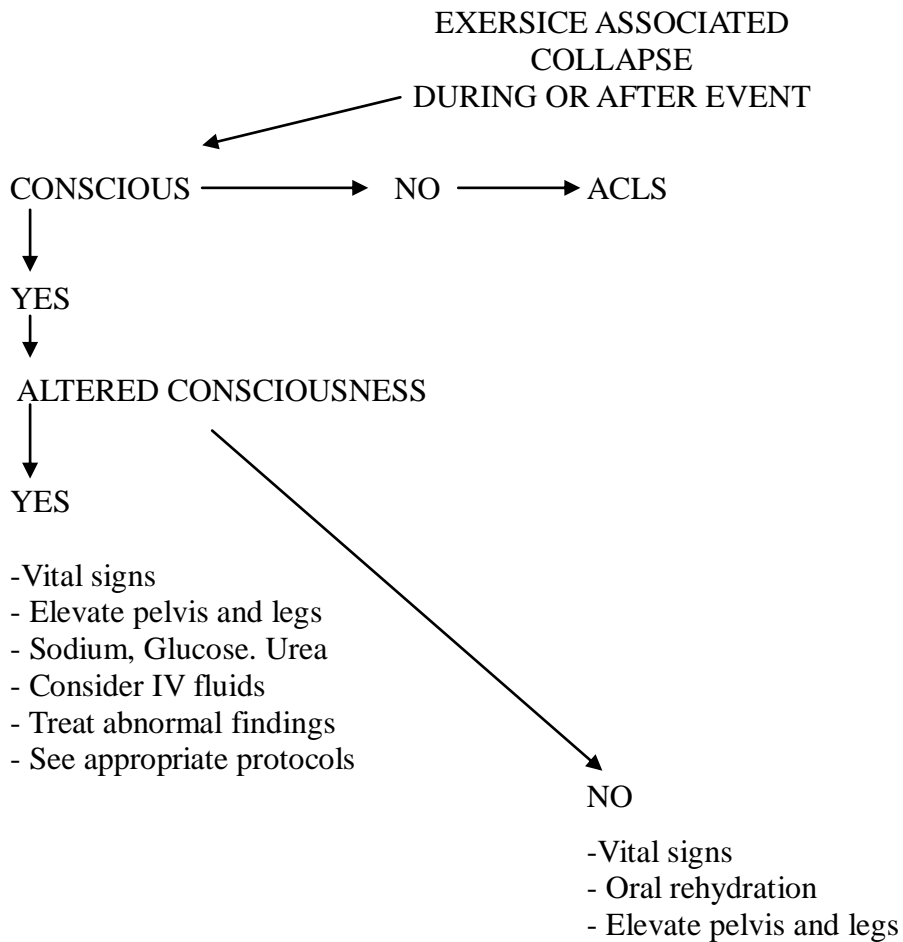 EXERSICE ASSOCIATED
COLLAPSE
DURING OR AFTER EVENT
CONSCIOUS NO ACLS
YES
ALTERED CONSCIOUSNESS
YES
-Vital signs
- Elevate pelvis and legs
- Sodium, Glucose. Urea
- Consider IV fluids
- Treat abnormal findings
- See appropriate protocols
NO
-Vital signs
- Oral rehydration
- Elevate pelvis and legs